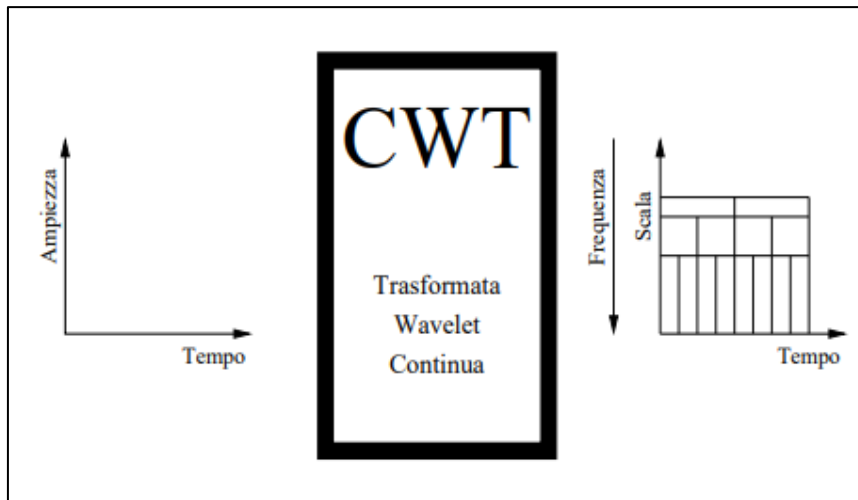 Ampiezza
Tempo
CWT
Trasformata
Wavelet
Continua
Frequenza
Scala
Tempo